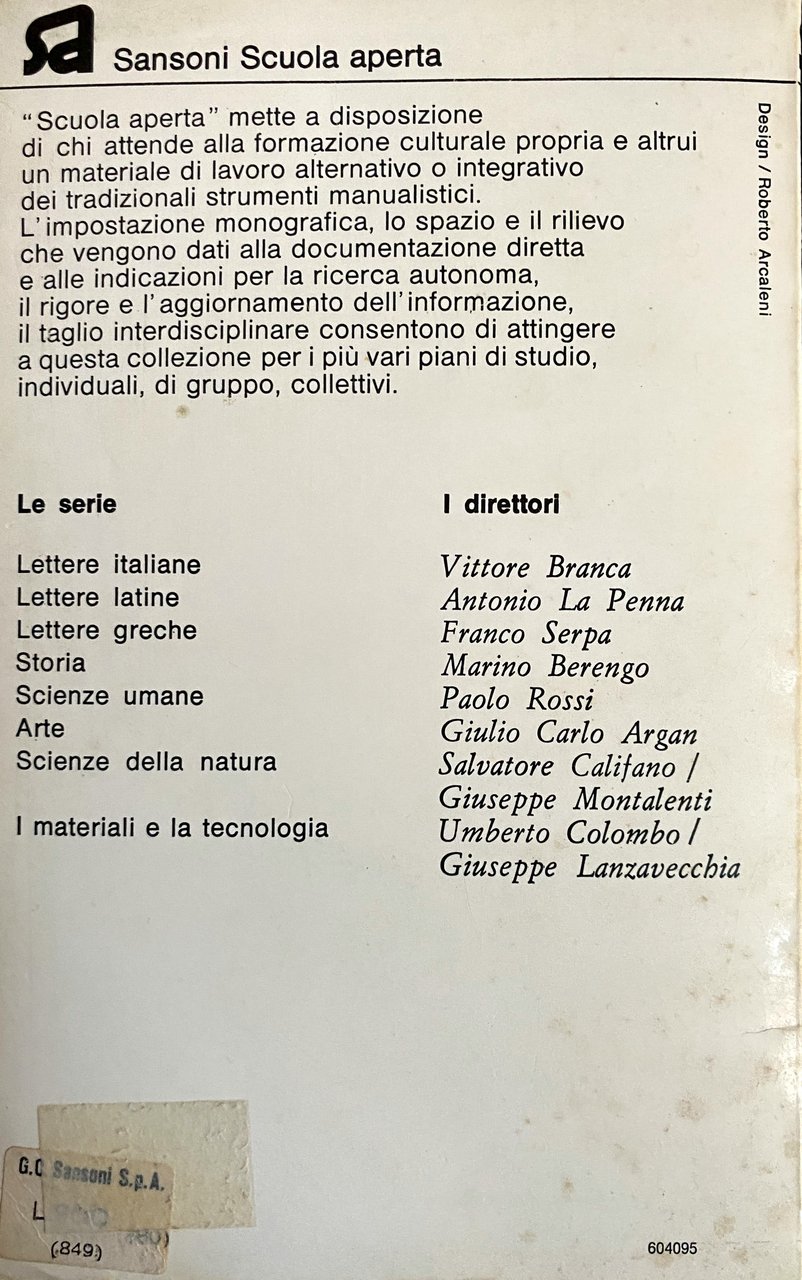 sa
Sansoni Scuola aperta
“Scuola aperta” mette a disposizione
di chi attende alla formazione culturale propria e altrui
un materiale di lavoro alternativo o integrativo
dei tradizionali strumenti manualistici.
L'impostazione monografica, lo spazio e il rilievo
che vengono dati alla documentazione diretta
e alle indicazioni per la ricerca autonoma,
il rigore e l'aggiornamento dell'informazione,
il taglio interdisciplinare consentono di attingere
a questa collezione per i più vari piani di studio,
individuali, di gruppo, collettivi.
Design / Roberto Arcaleni
Le serie
Lettere italiane
Lettere latine
Lettere greche
Storia
Scienze umane
Arte
Scienze della natura
I materiali e la tecnologia
I direttori
Vittore Branca
Antonio La Penna
Franco Serpa
Marino Berengo
Paolo Rossi
Giulio Carlo Argan
Salvatore Califano /
Giuseppe Montalenti
Umberto Colombo /
Giuseppe Lanzavecchia
Sansoni S.p.A.
L
(849)
604095